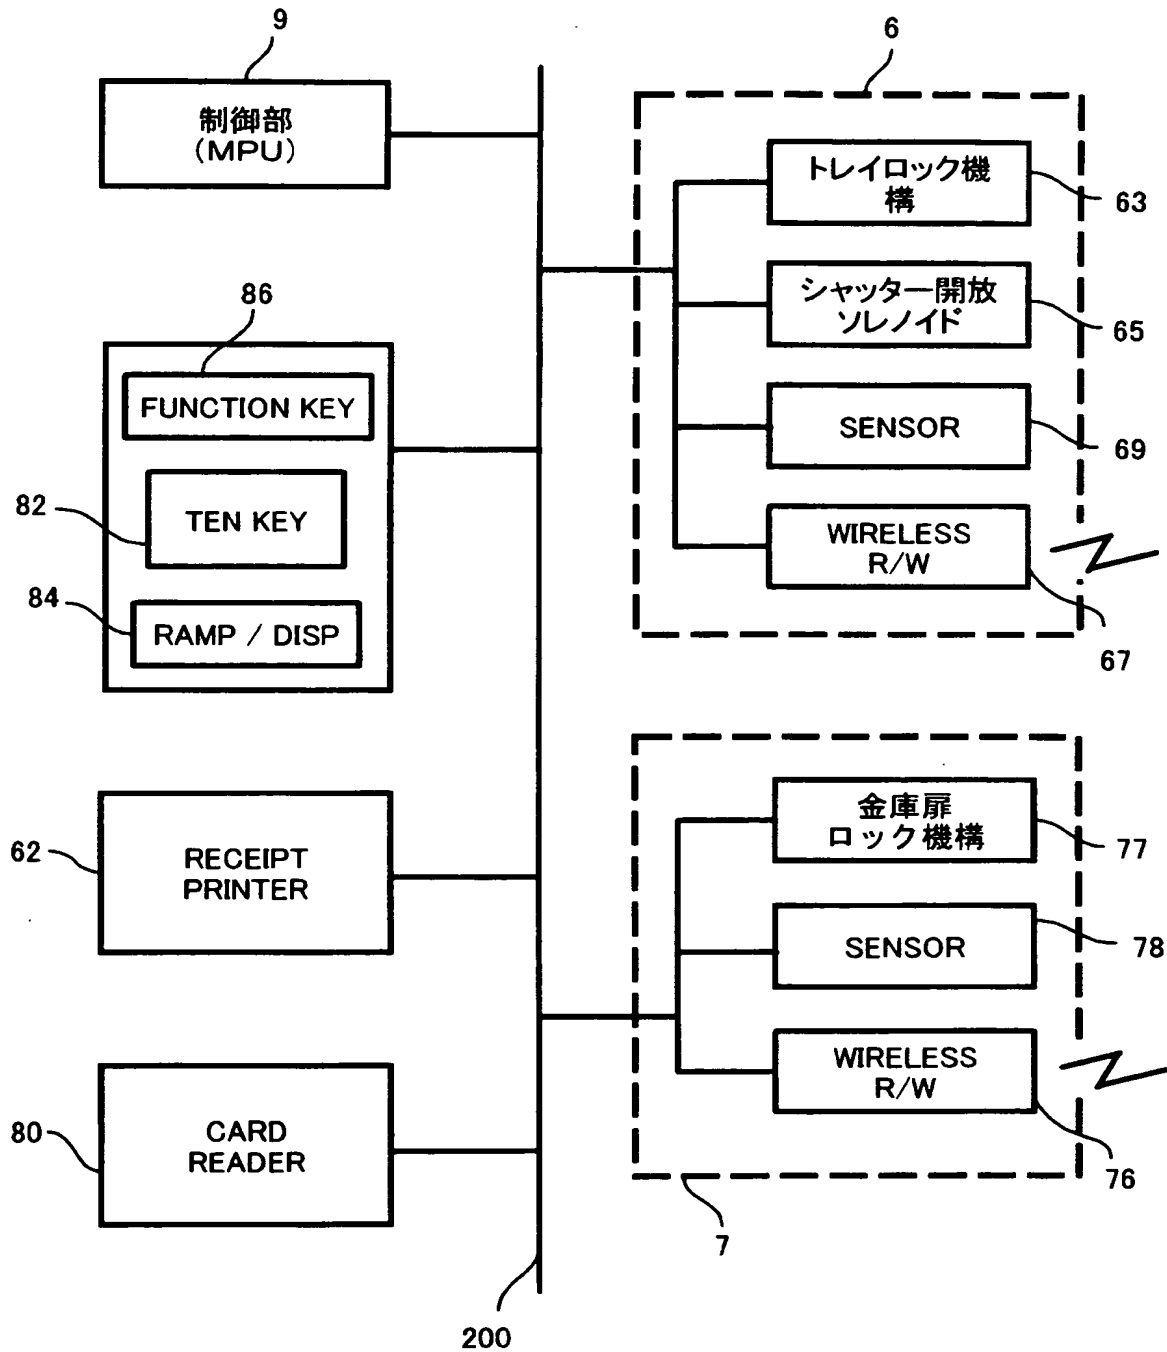 9
制御部
(MPU)
86
FUNCTION KEY
82
TEN KEY
84
RAMP / DISP
62
RECEIPT
PRINTER
80
CARD
READER
200
6
トレイロック機
構
63
シャッター開放
ソレノイド
65
SENSOR
69
WIRELESS
R/W
67
金庫扉
ロック機構
77
SENSOR
78
WIRELESS
R/W
76
7